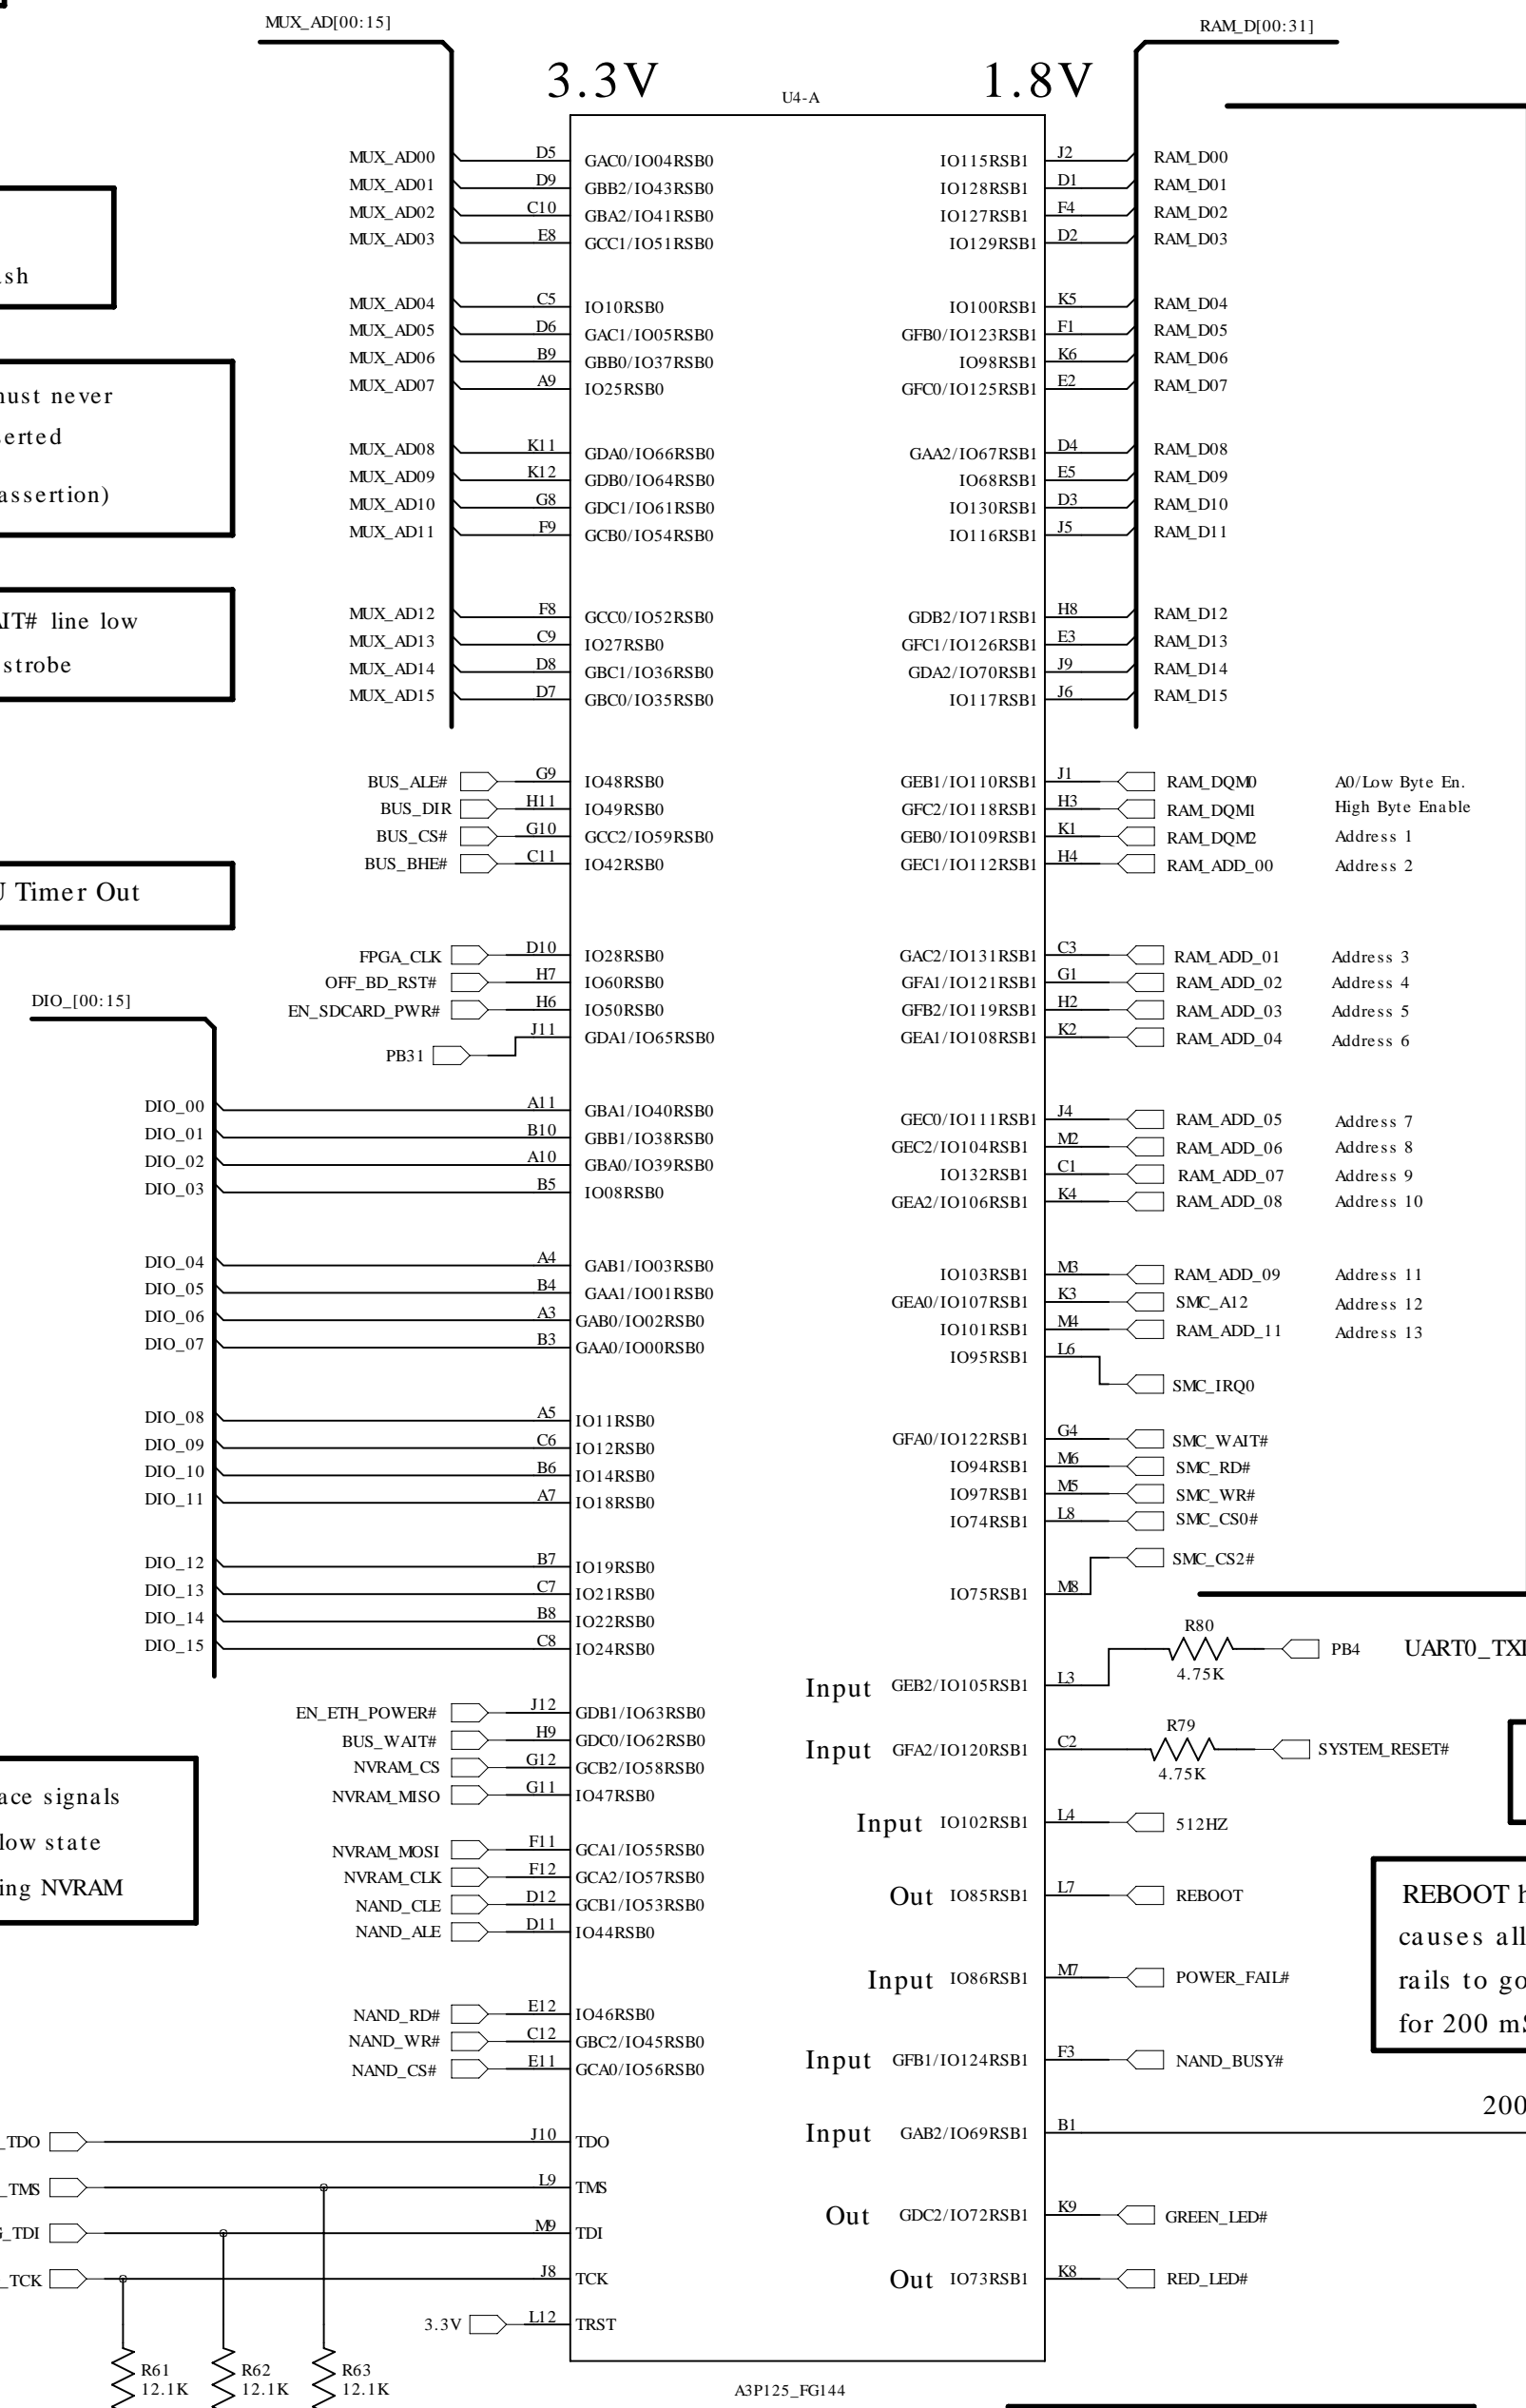 MUX_AD[00:15]
RAM_D[00:31]
3.3V
U4-A
1.8V
MUX_AD00 D5 GAC0/IO04RSB0 IO115RSB1 J2 RAM_D00
MUX_AD01 D9 GBB2/IO43RSB0 IO128RSB1 D1 RAM_D01
MUX_AD02 C10 GBA2/IO41RSB0 IO127RSB1 F4 RAM_D02
MUX_AD03 E8 GCC1/IO51RSB0 IO129RSB1 D2 RAM_D03
MUX_AD04 C5 IO10RSB0 IO100RSB1 K5 RAM_D04
MUX_AD05 D6 GAC1/IO05RSB0 GFB0/IO123RSB1 F1 RAM_D05
MUX_AD06 B9 GBB0/IO37RSB0 IO98RSB1 K6 RAM_D06
MUX_AD07 A9 IO25RSB0 GFC0/IO125RSB1 E2 RAM_D07
MUX_AD08 K11 GDA0/IO66RSB0 GAA2/IO67RSB1 D4 RAM_D08
MUX_AD09 K12 GDB0/IO64RSB0 IO68RSB1 E5 RAM_D09
MUX_AD10 G8 GDC1/IO61RSB0 IO130RSB1 D3 RAM_D10
MUX_AD11 F9 GCB0/IO54RSB0 IO116RSB1 J5 RAM_D11
MUX_AD12 F8 GCC0/IO52RSB0 GDB2/IO71RSB1 H8 RAM_D12
MUX_AD13 C9 IO27RSB0 GFC1/IO126RSB1 E3 RAM_D13
MUX_AD14 D8 GBC1/IO36RSB0 GDA2/IO70RSB1 J9 RAM_D14
MUX_AD15 D7 GBC0/IO35RSB0 IO117RSB1 J6 RAM_D15
BUS_ALE# G9 IO48RSB0 GEB1/IO110RSB1 J1 RAM_DQM0 A0/Low Byte En.
BUS_DIR H11 IO49RSB0 GFC2/IO118RSB1 H3 RAM_DQM1 High Byte Enable
BUS_CS# G10 GCC2/IO59RSB0 GEB0/IO109RSB1 K1 RAM_DQM2 Address 1
BUS_BHE# C11 IO42RSB0 GEC1/IO112RSB1 H4 RAM_ADD_00 Address 2
FPGA_CLK D10 IO28RSB0 GAC2/IO131RSB1 C3 RAM_ADD_01 Address 3
OFF_BD_RST# H7 IO60RSB0 GFA1/IO121RSB1 G1 RAM_ADD_02 Address 4
EN_SDCARD_PWR# H6 IO50RSB0 GFB2/IO119RSB1 H2 RAM_ADD_03 Address 5
PB31 J11 GDA1/IO65RSB0 GEA1/IO108RSB1 K2 RAM_ADD_04 Address 6
DIO_[00:15]
DIO_00 A11 GBA1/IO40RSB0 GEC0/IO111RSB1 J4 RAM_ADD_05 Address 7
DIO_01 B10 GBB1/IO38RSB0 GEC2/IO104RSB1 M2 RAM_ADD_06 Address 8
DIO_02 A10 GBA0/IO39RSB0 IO132RSB1 C1 RAM_ADD_07 Address 9
DIO_03 B5 IO08RSB0 GEA2/IO106RSB1 K4 RAM_ADD_08 Address 10
DIO_04 A4 GAB1/IO03RSB0 IO103RSB1 M3 RAM_ADD_09 Address 11
DIO_05 B4 GAA1/IO01RSB0 GEA0/IO107RSB1 K3 SMC_A12 Address 12
DIO_06 A3 GAB0/IO02RSB0 IO101RSB1 M4 RAM_ADD_11 Address 13
DIO_07 B3 GAA0/IO00RSB0 IO95RSB1 L6 SMC_IRQ0
DIO_08 A5 IO11RSB0 GFA0/IO122RSB1 G4 SMC_WAIT#
DIO_09 C6 IO12RSB0 IO94RSB1 M6 SMC_RD#
DIO_10 B6 IO14RSB0 IO97RSB1 M5 SMC_WR#
DIO_11 A7 IO18RSB0 IO74RSB1 L8 SMC_CS0#
DIO_12 B7 IO19RSB0 SMC_CS2#
DIO_13 C7 IO21RSB0 IO75RSB1 M8
DIO_14 B8 IO22RSB0
DIO_15 C8 IO24RSB0
R80
4.75K PB4 UART0_TX
Input GEB2/IO105RSB1 L3
EN_ETH_POWER# J12 GDB1/IO63RSB0
BUS_WAIT# H9 GDC0/IO62RSB0
NVRAM_CS G12 GCB2/IO58RSB0
NVRAM_MISO G11 IO47RSB0
R79
4.75K
Input GFA2/IO120RSB1 C2 SYSTEM_RESET#
NVRAM_MOSI F11 GCA1/IO55RSB0 Input IO102RSB1 L4 512HZ
NVRAM_CLK F12 GCA2/IO57RSB0
NAND_CLE D12 GCB1/IO53RSB0 Out IO85RSB1 L7 REBOOT
NAND_ALE D11 IO44RSB0
Input IO86RSB1 M7 POWER_FAIL#
NAND_RD# E12 IO46RSB0
NAND_WR# C12 GBC2/IO45RSB0
NAND_CS# E11 GCA0/IO56RSB0 Input GFB1/IO124RSB1 F3 NAND_BUSY#
_TDO J10 TDO Input GAB2/IO69RSB1 B1 200
_TMS L9 TMS
_TDI M9 TDI Out GDC2/IO72RSB1 K9 GREEN_LED#
_TCK J8 TCK Out IO73RSB1 K8 RED_LED#
3.3V L12 TRST
R61
12.1K
R62
12.1K
R63
12.1K
A3P125_FG144
ash
must never
serted
assertion)
AIT# line low
strobe
U Timer Out
ace signals
low state
ing NVRAM
REBOOT h
causes all
rails to go
for 200 mS